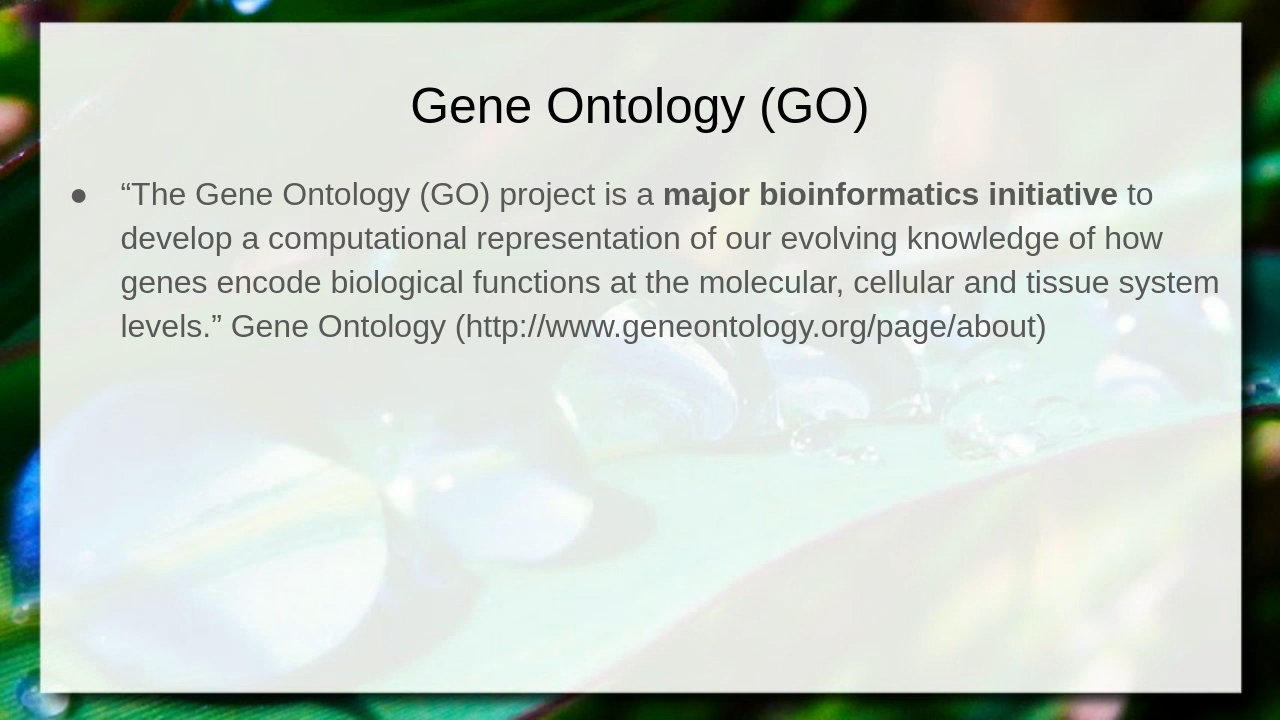 Gene Ontology (GO)
● “The Gene Ontology (GO) project is a major bioinformatics initiative to
develop a computational representation of our evolving knowledge of how
genes encode biological functions at the molecular, cellular and tissue system
levels.” Gene Ontology (http://www.geneontology.org/page/about)